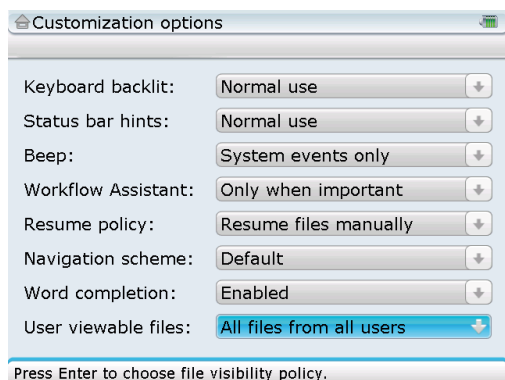 Customization options
Keyboard backlit: Normal use
Status bar hints: Normal use
Beep: System events only
Workflow Assistant: Only when important
Resume policy: Resume files manually
Navigation scheme: Default
Word completion: Enabled
User viewable files: All files from all users
Press Enter to choose file visibility policy.